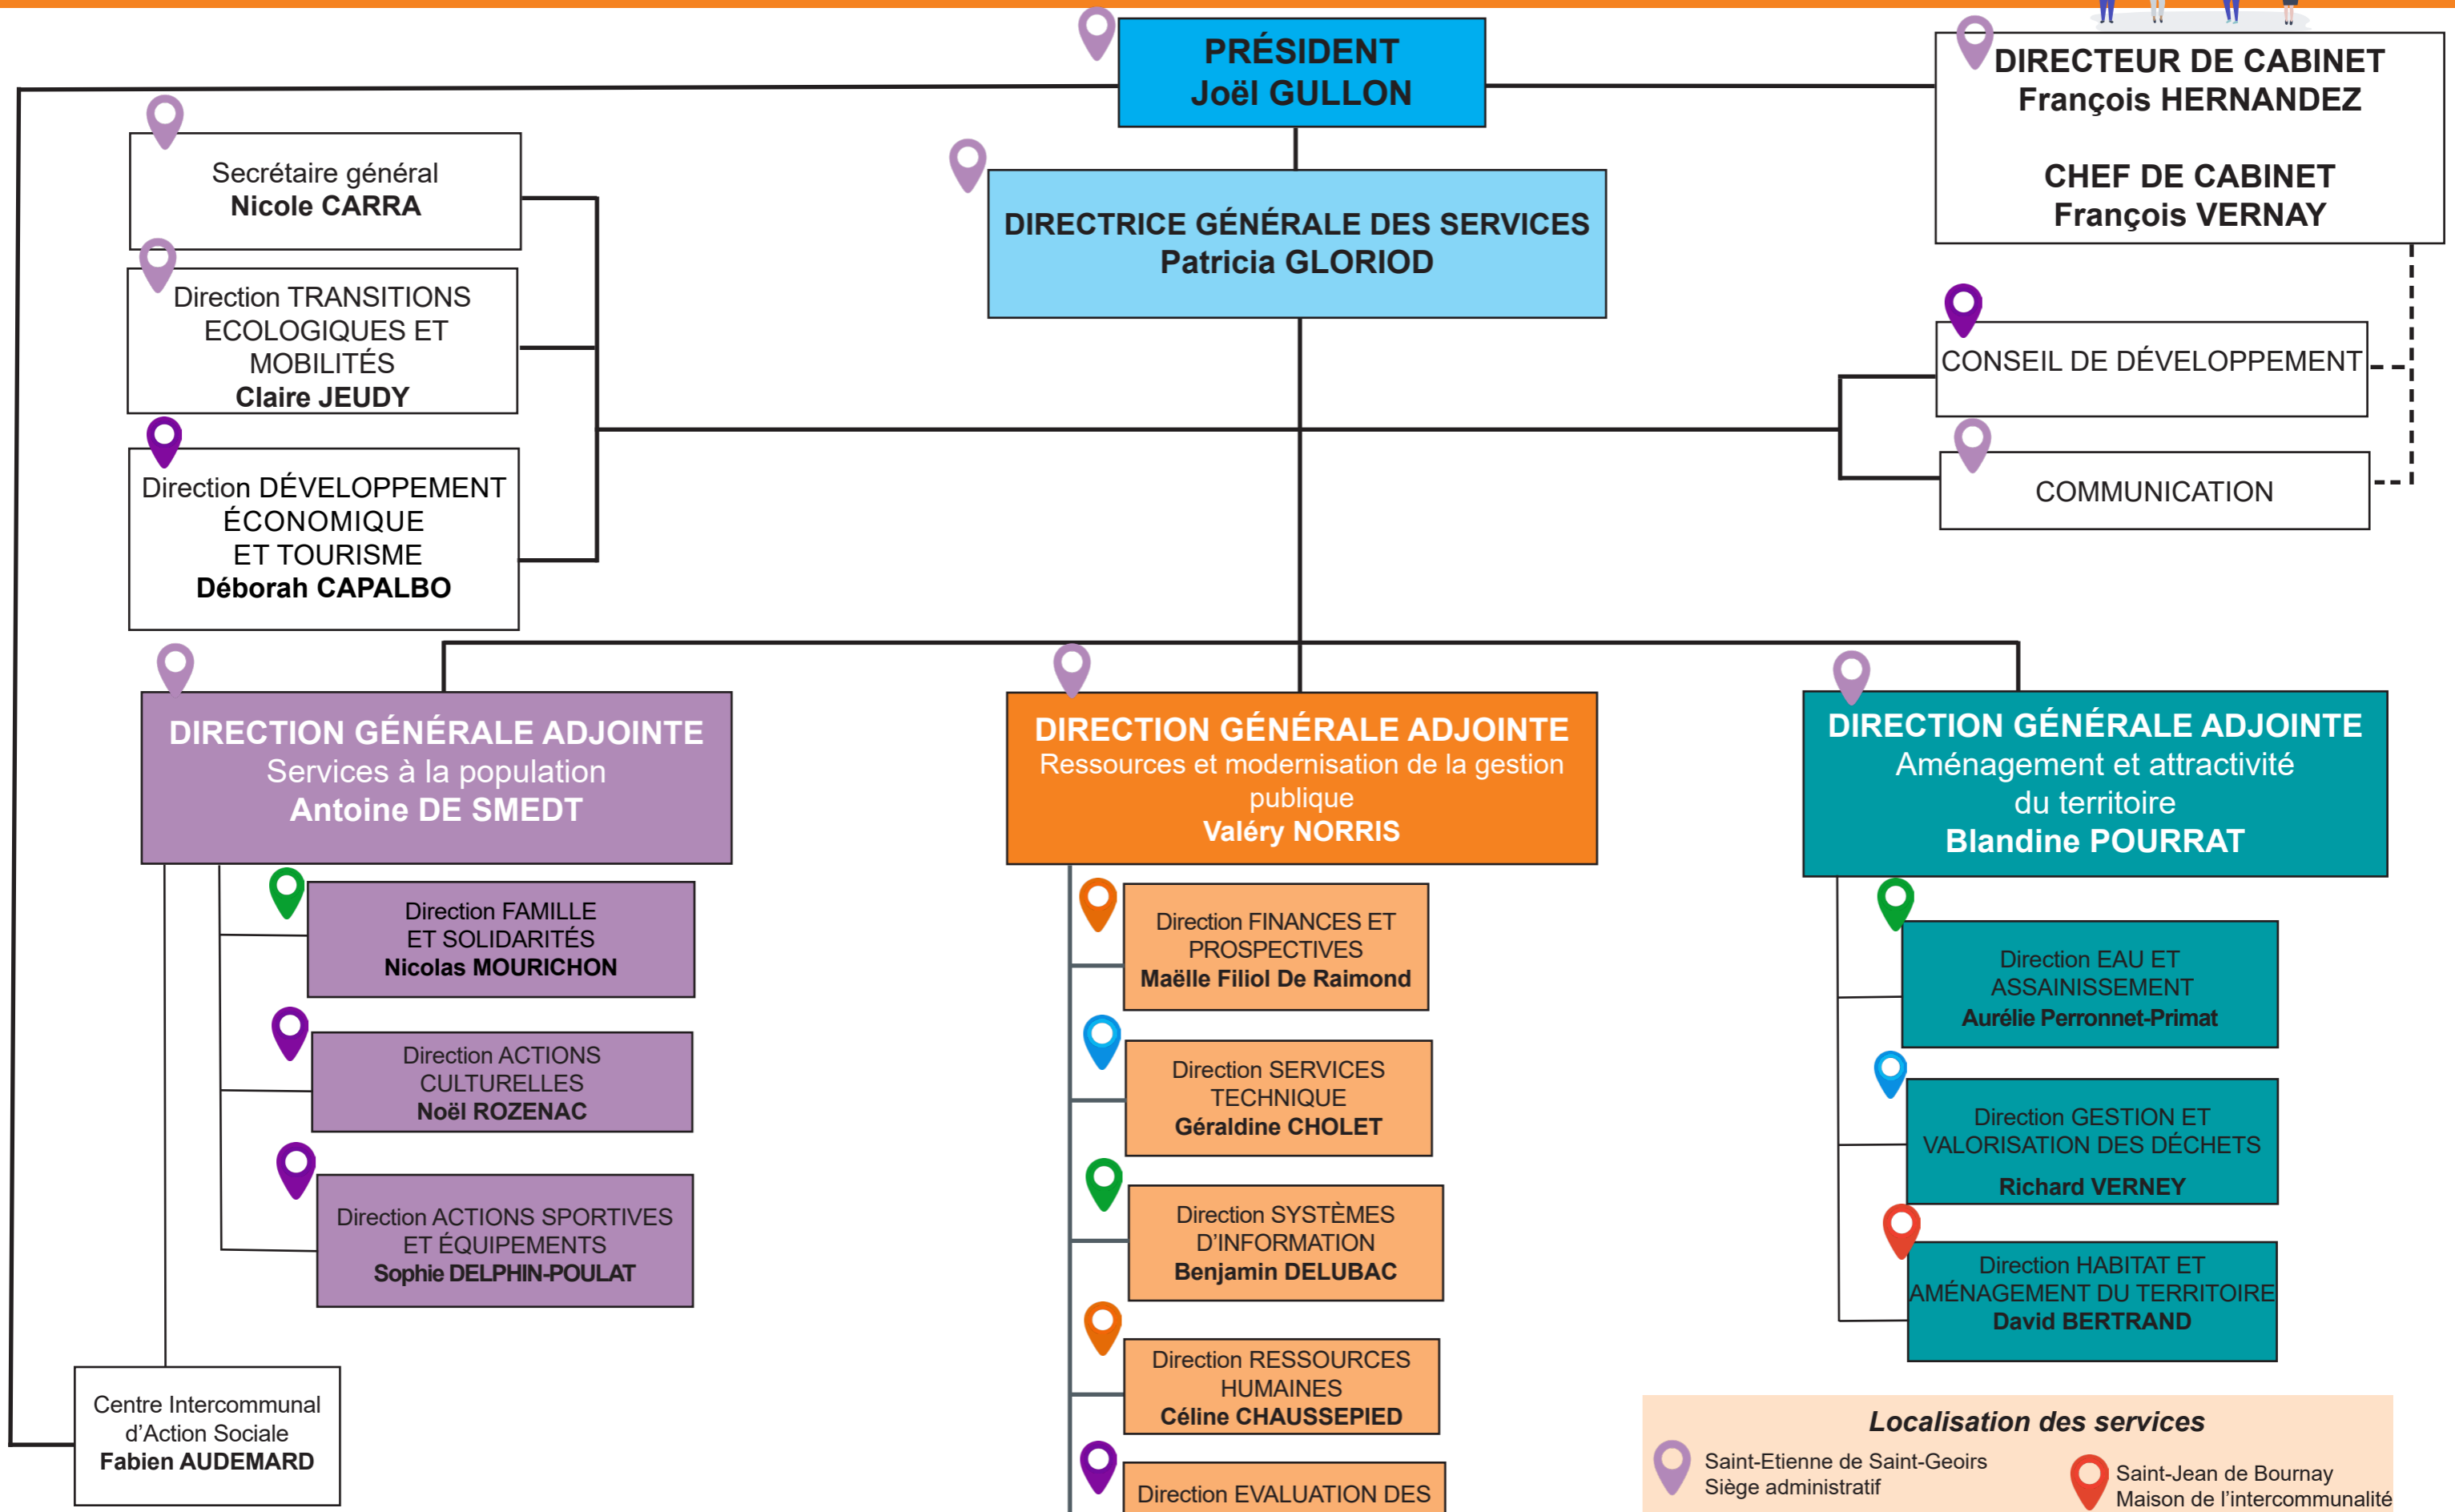 PRÉSIDENT
Joël GULLON
DIRECTEUR DE CABINET
François HERNANDEZ
CHEF DE CABINET
François VERNAY
Secrétaire général
Nicole CARRA
DIRECTRICE GÉNÉRALE DES SERVICES
Patricia GLORIOD
Direction TRANSITIONS
ECOLOGIQUES ET
MOBILITÉS
Claire JEUDY
CONSEIL DE DÉVELOPPEMENT
COMMUNICATION
Direction DÉVELOPPEMENT
ÉCONOMIQUE
ET TOURISME
Déborah CAPALBO
DIRECTION GÉNÉRALE ADJOINTE
Services à la population
Antoine DE SMEDT
Direction FAMILLE
ET SOLIDARITÉS
Nicolas MOURICHON
Direction ACTIONS
CULTURELLES
Noël ROZENAC
Direction ACTIONS SPORTIVES
ET ÉQUIPEMENTS
Sophie DELPHIN-POULAT
Centre Intercommunal
d'Action Sociale
Fabien AUDEMARD
DIRECTION GÉNÉRALE ADJOINTE
Ressources et modernisation de la gestion
publique
Valéry NORRIS
Direction FINANCES ET
PROSPECTIVES
Maëlle Filiol De Raimond
Direction SERVICES
TECHNIQUE
Géraldine CHOLET
Direction SYSTÈMES
D'INFORMATION
Benjamin DELUBAC
Direction RESSOURCES
HUMAINES
Céline CHAUSSEPIED
Direction EVALUATION DES
DIRECTION GÉNÉRALE ADJOINTE
Aménagement et attractivité
du territoire
Blandine POURRAT
Direction EAU ET
ASSAINISSEMENT
Aurélie Perronnet-Primat
Direction GESTION ET
VALORISATION DES DÉCHETS
Richard VERNEY
Direction HABITAT ET
AMÉNAGEMENT DU TERRITOIRE
David BERTRAND
Localisation des services
Saint-Etienne de Saint-Geoirs
Siège administratif
Saint-Jean de Bournay
Maison de l'intercommunalité